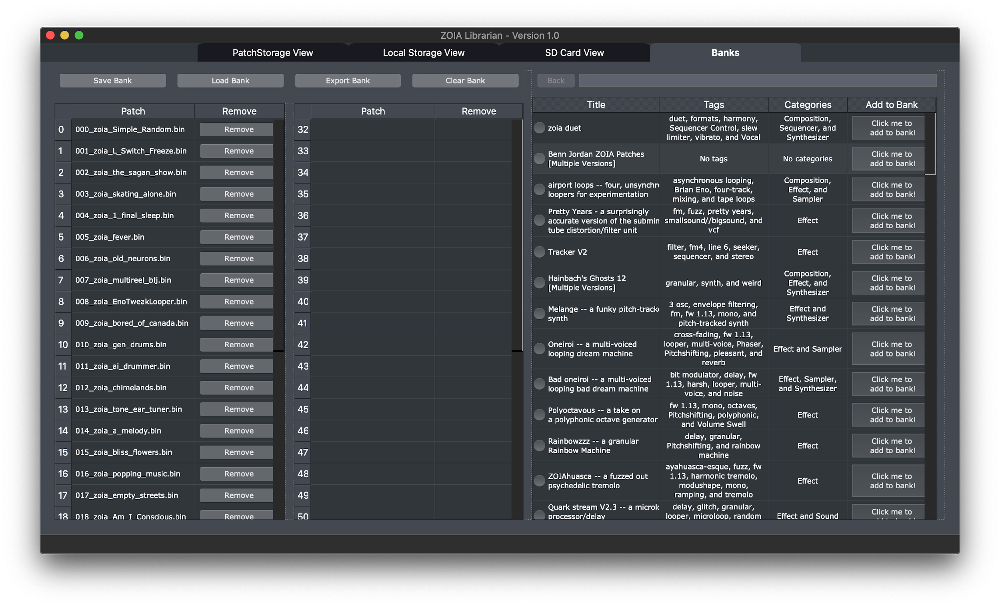 ZOIA Librarian - Version 1.0
PatchStorage View
Local Storage View
SD Card View
Banks
Save Bank
Load Bank
Export Bank
Clear Bank
Back
Patch
Remove
0
000_zoia_Simple_Random.bin
Remove
1
001_zoia_L_Switch_Freeze.bin
Remove
2
002_zoia_the_sagan_show.bin
Remove
3
003_zoia_skating_alone.bin
Remove
4
004_zoia_1_final_sleep.bin
Remove
5
005_zoia_fever.bin
Remove
6
006_zoia_old_neurons.bin
Remove
7
007_zoia_multireel_blj.bin
Remove
8
008_zoia_EnoTweakLooper.bin
Remove
9
009_zoia_bored_of_canada.bin
Remove
10
010_zoia_gen_drums.bin
Remove
11
011_zoia_ai_drummer.bin
Remove
12
012_zoia_chimelands.bin
Remove
13
013_zoia_tone_ear_tuner.bin
Remove
14
014_zoia_a_melody.bin
Remove
15
015_zoia_bliss_flowers.bin
Remove
16
016_zoia_popping_music.bin
Remove
17
017_zoia_empty_streets.bin
Remove
18
018_zoia_Am_I_Conscious.bin
Remove
Patch
Remove
32
33
34
35
36
37
38
39
40
41
42
43
44
45
46
47
48
49
50
Title
Tags
Categories
Add to Bank
zoia duet
duet, formats, harmony,
Sequencer Control, slew
limiter, vibrato, and Vocal
Composition,
Sequencer, and
Synthesizer
Click me to
add to bank!
Benn Jordan ZOIA Patches
[Multiple Versions]
No tags
No categories
Click me to
add to bank!
airport loops -- four, unsynchr
loopers for experimentation
asynchronous looping,
Brian Eno, four-track,
mixing, and tape loops
Composition,
Effect, and
Sampler
Click me to
add to bank!
Pretty Years - a surprisingly
accurate version of the submin
tube distortion/filter unit
fm, fuzz, pretty years,
smallsound//bigsound, and
vcf
Effect
Click me to
add to bank!
Tracker V2
filter, fm4, line 6, seeker,
sequencer, and stereo
Effect
Click me to
add to bank!
Hainbach's Ghosts 12
[Multiple Versions]
granular, synth, and weird
Composition,
Effect, and
Synthesizer
Click me to
add to bank!
Melange -- a funky pitch-track
synth
3 osc, envelope filtering,
fm, fw 1.13, mono, and
pitch-tracked synth
Effect and
Synthesizer
Click me to
add to bank!
Oneiroi -- a multi-voiced
looping dream machine
cross-fading, fw 1.13,
looper, multi-voice, Phaser,
Pitchshifting, pleasant, and
reverb
Effect and Sampler
Click me to
add to bank!
Bad oneiroi -- a multi-voiced
looping bad dream machine
bit modulator, delay, fw
1.13, harsh, looper, multi-
voice, and noise
Effect, Sampler,
and Synthesizer
Click me to
add to bank!
Polyoctavous -- a take on
a polyphonic octave generator
fw 1.13, mono, octaves,
Pitchshifting, polyphonic,
and Volume Swell
Effect
Click me to
add to bank!
Rainbowzzz -- a granular
Rainbow Machine
delay, granular,
Pitchshifting, and rainbow
machine
Effect
Click me to
add to bank!
ZOIAhuasca -- a fuzzed out
psychedelic tremolo
ayahuasca-esque, fuzz, fw
1.13, harmonic tremolo,
modushape, mono,
ramping, and tremolo
Effect
Click me to
add to bank!
Quark stream V2.3 -- a microl
processor/delay
delay, glitch, granular,
looper, microloop, random
Effect and Sound
Click me to